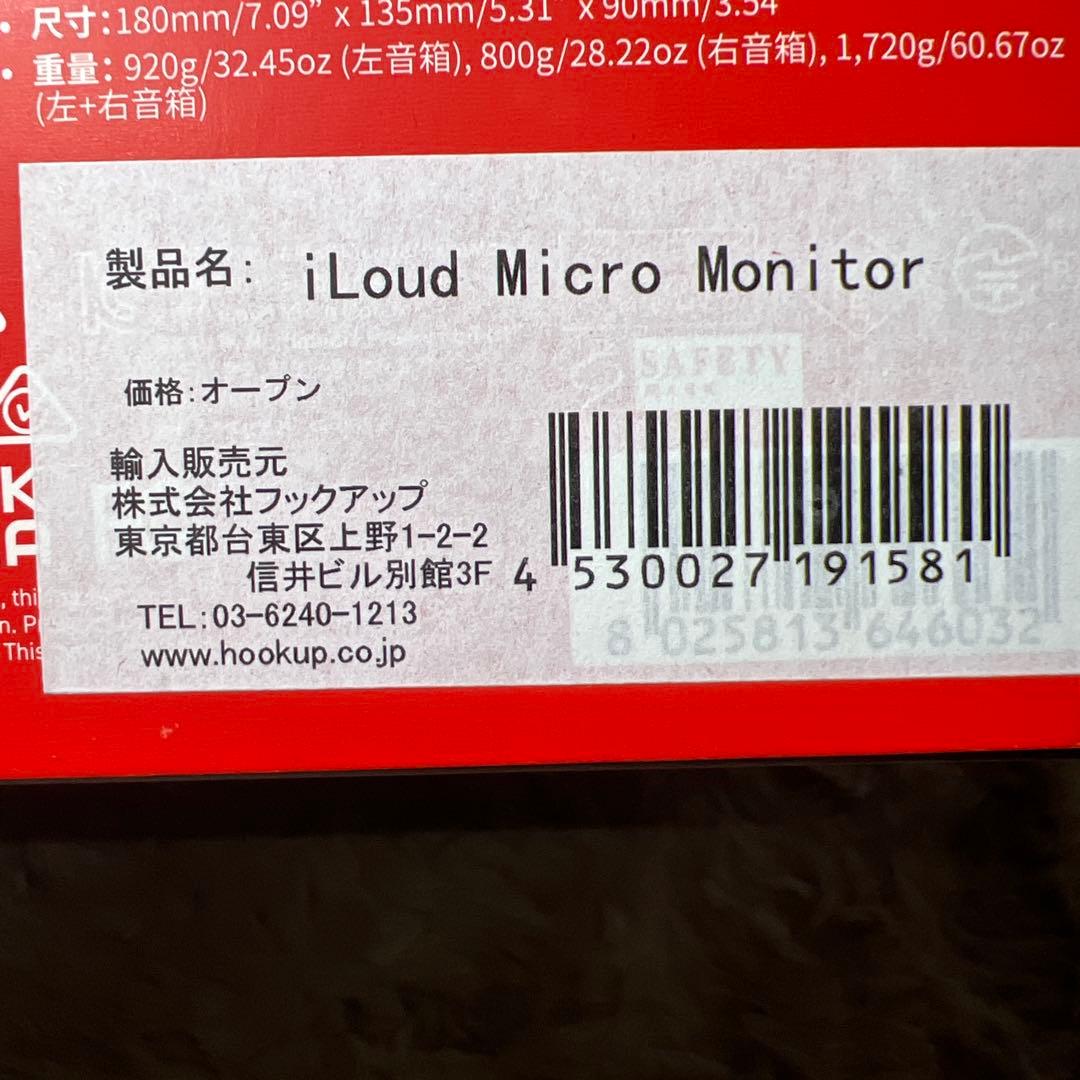 • 尺寸: 180mm/7.09" x 135mm/5.31" x 90mm/3.54"
• 重量: 920g/32.45oz (左音箱), 800g/28.22oz (右音箱), 1,720g/60.67oz
(左+右音箱)
製品名: iLoud Micro Monitor
SAFETY
価格:オープン
輸入販売元
株式会社フックアップ
東京都台東区上野1-2-2
信井ビル別館3F
TEL:03-6240-1213
www.hookup.co.jp
4 530027 191581
8 025813 646032
K
, thi
n. P
This